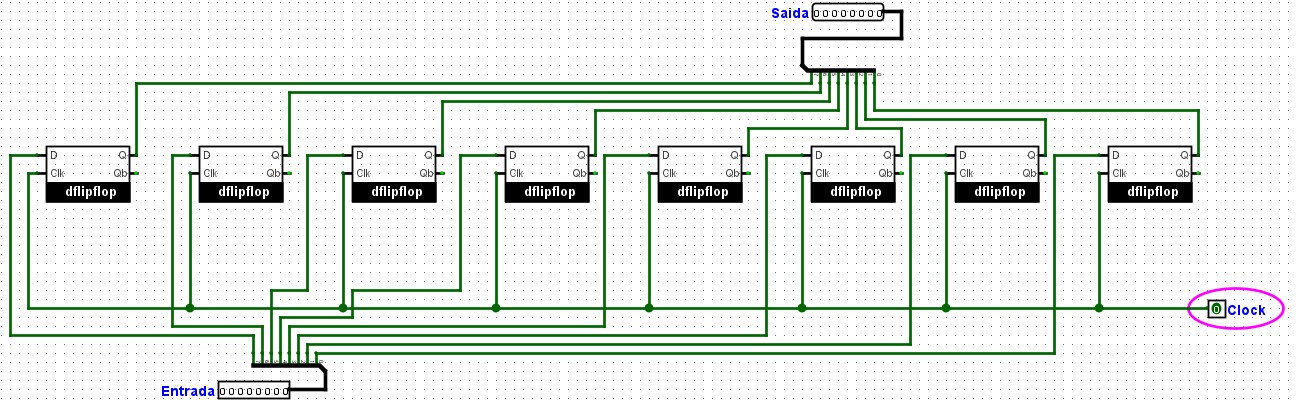 Saida 00000000
D Q D Q D Q D Q D Q D Q D Q D Q
Clk Qb Clk Qb Clk Qb Clk Qb Clk Qb Clk Qb Clk Qb Clk Qb
dflipflop dflipflop dflipflop dflipflop dflipflop dflipflop dflipflop dflipflop
0 Clock
Entrada 00000000